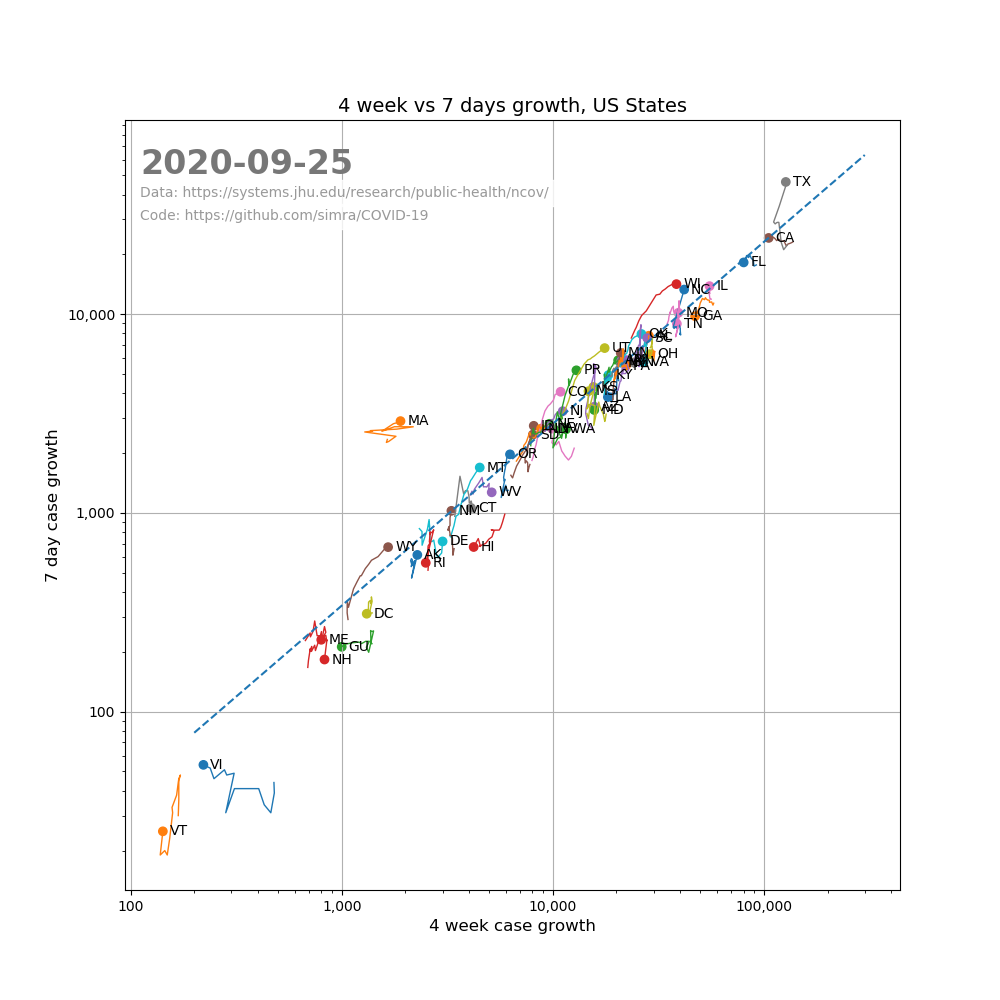 4 week vs 7 days growth, US States
2020-09-25
Data: https://systems.jhu.edu/research/public-health/ncov/
Code: https://github.com/simra/COVID-19
TX
CA
FL
WI
IL
NC
MO
GA
TN
SC
UT
OH
VA
PR
KY
CO
LA
NJ
MD
MA
WA
SD
OR
MT
WV
NM
CT
WY
DE
HI
AK
RI
DC
ME
GU
NH
VI
VT
10,000
1,000
100
7 day case growth
100
1,000
10,000
100,000
4 week case growth